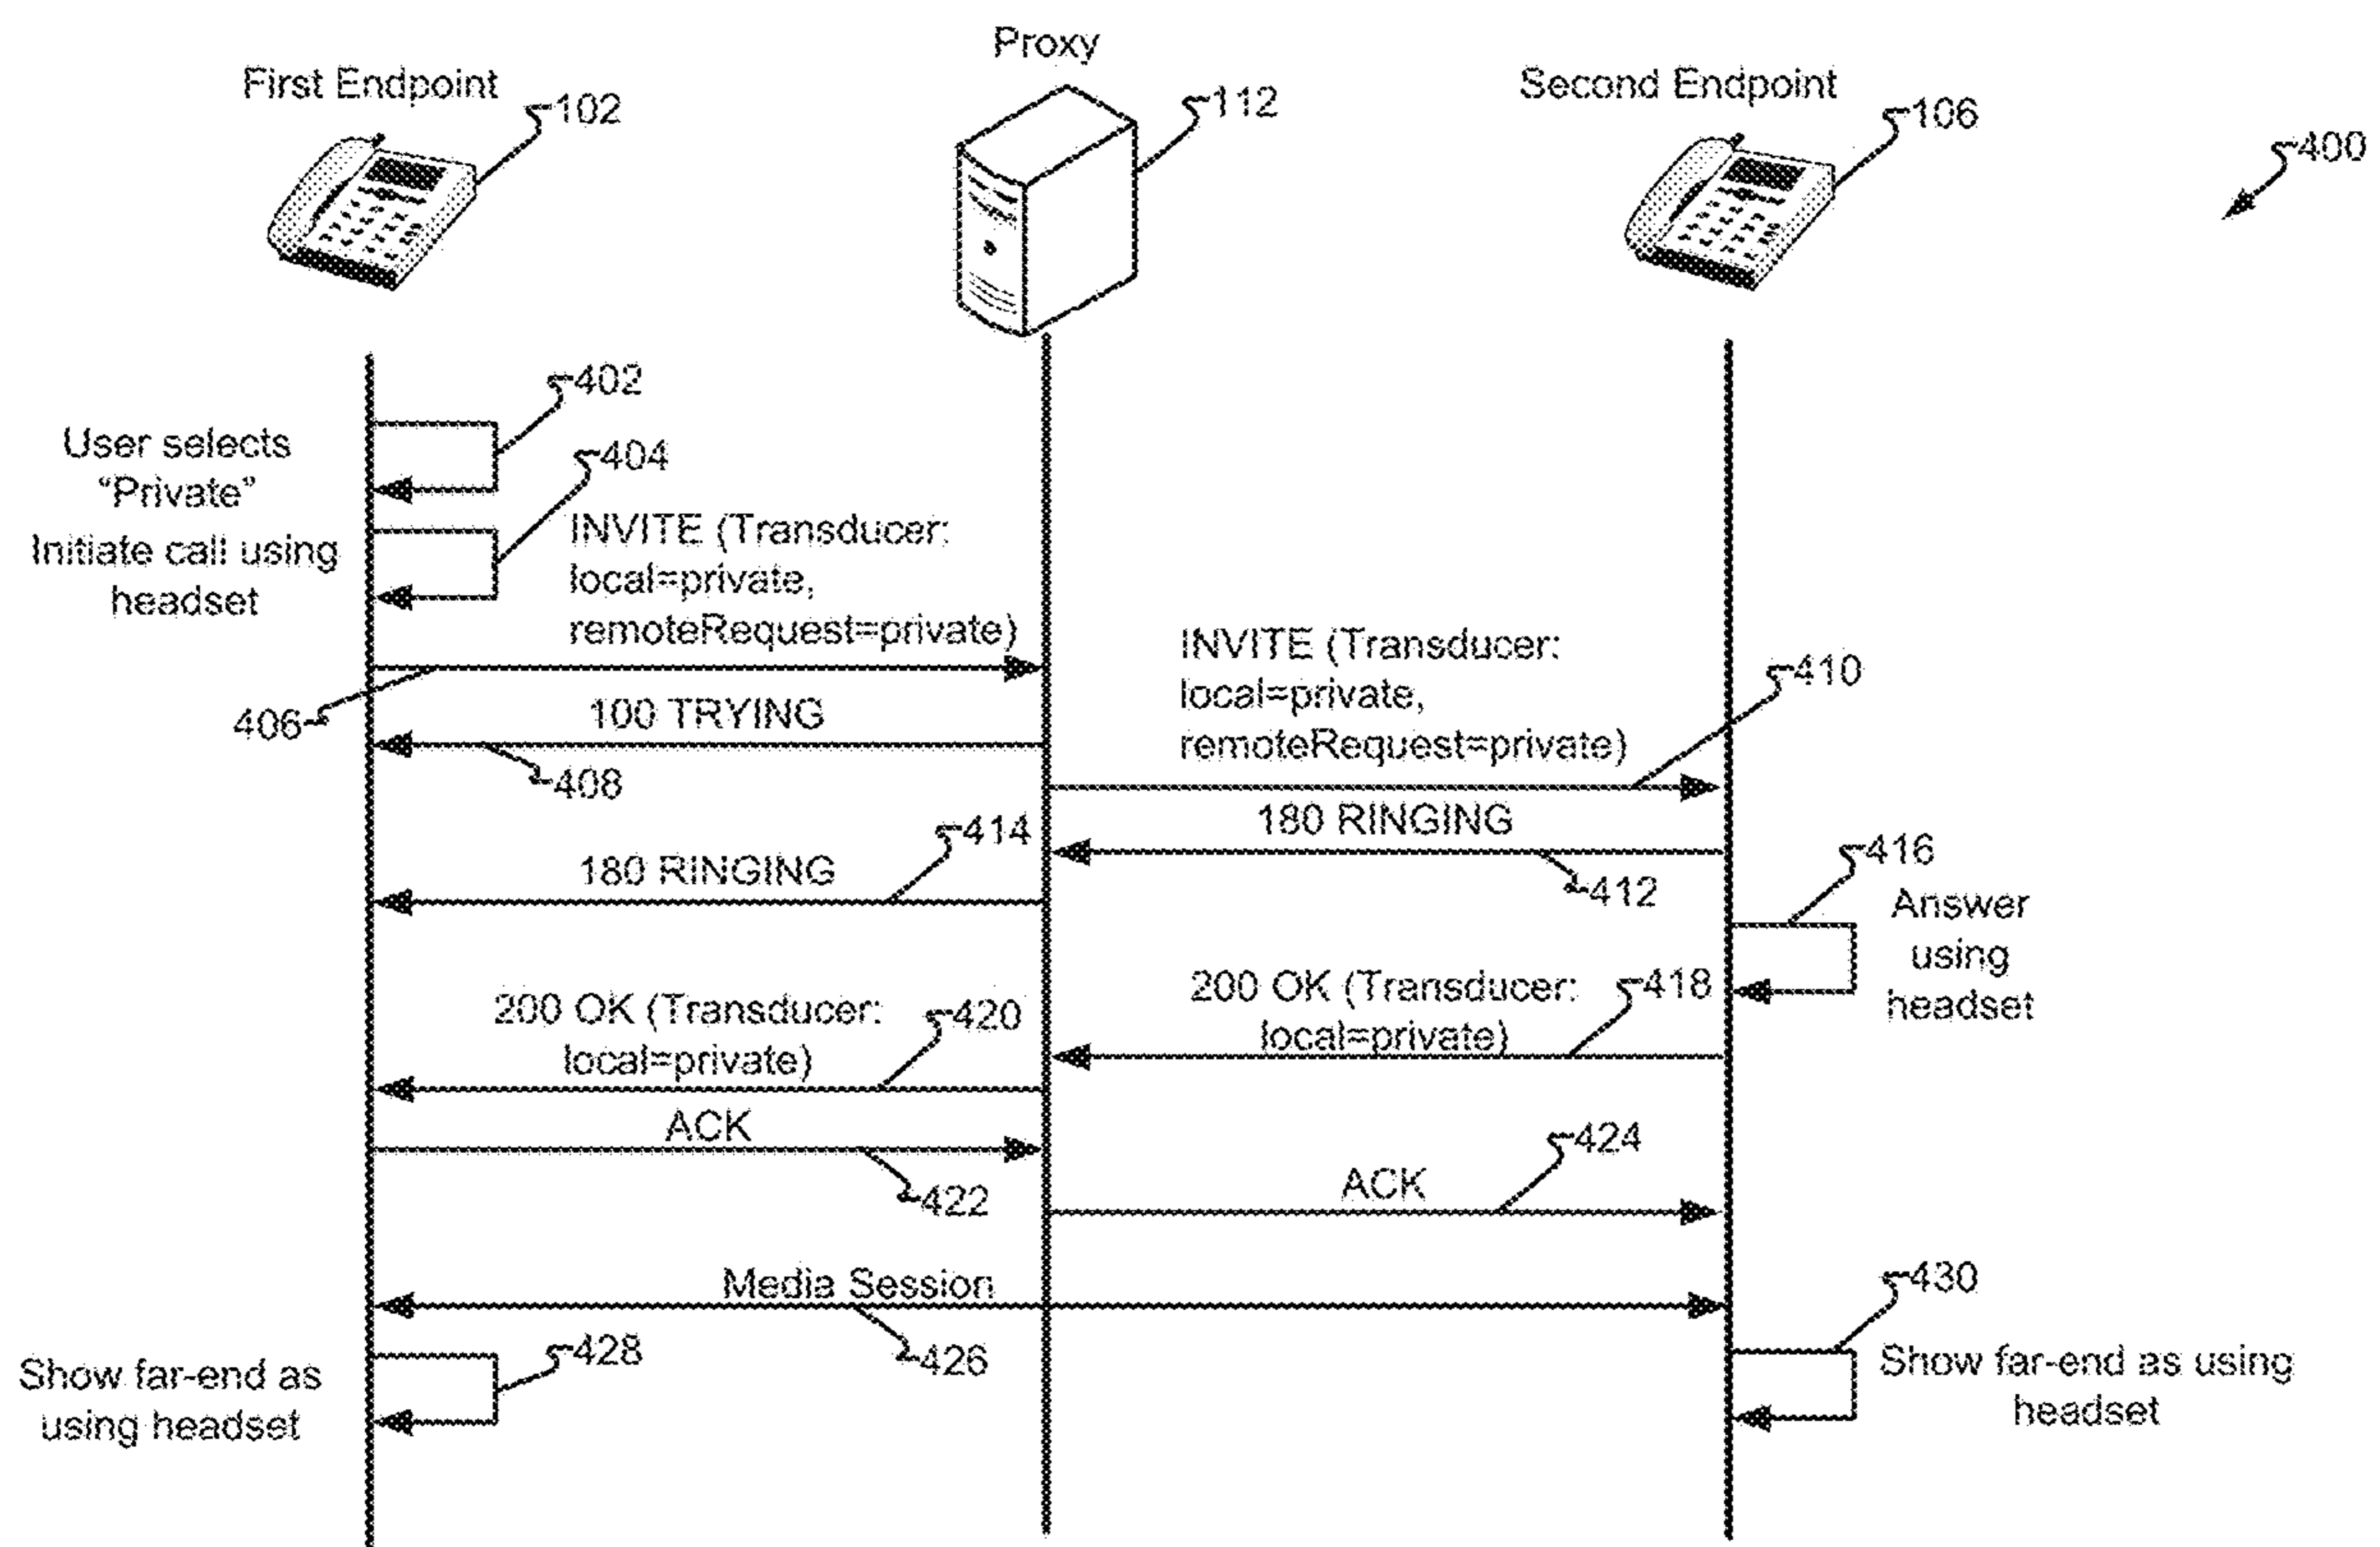 Proxy
First Endpoint
Second Endpoint
102
112
106
400
402
User selects
"Private"
404
Initiate call using
headset
INVITE (Transducer:
local=private,
remoteRequest=private)
406
INVITE (Transducer:
local=private,
remoteRequest=private)
410
100 TRYING
408
180 RINGING
412
414
180 RINGING
416
Answer
using
headset
200 OK (Transducer:
local=private)
418
200 OK (Transducer:
local=private)
420
ACK
422
424
ACK
Media Session
426
428
Show far-end as
using headset
430
Show far-end as using
headset